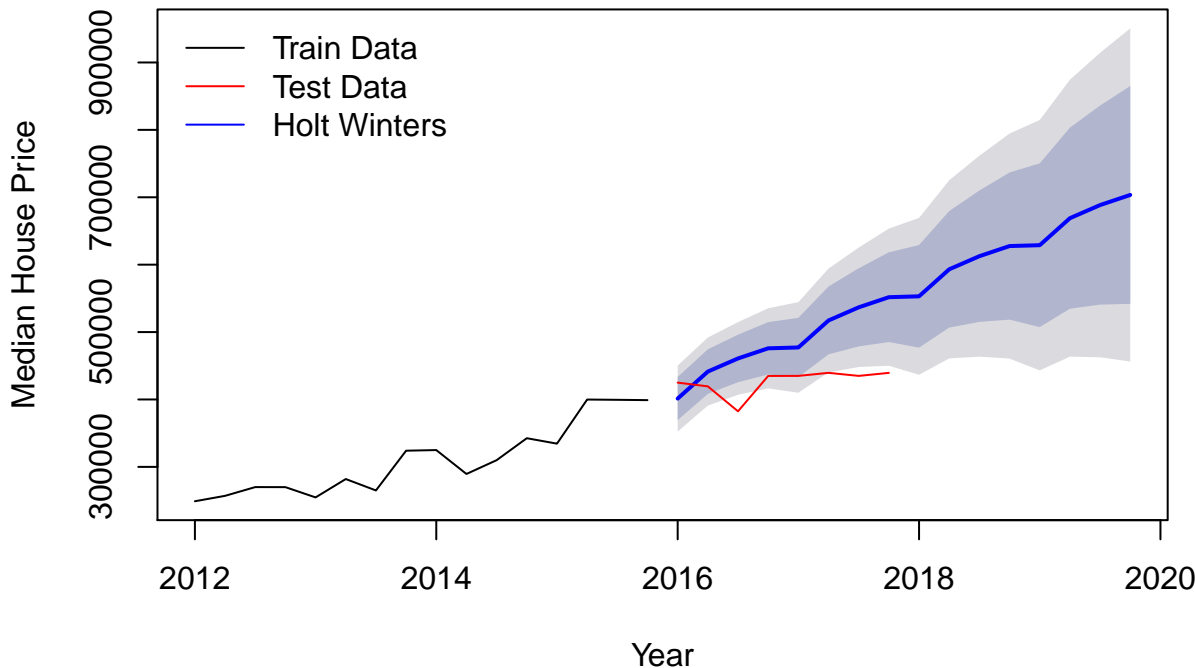 Train Data
Test Data
Holt Winters
Median House Price
900000
700000
500000
300000
2012 2014 2016 2018 2020
Year